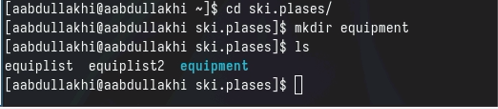 [aabdullakhi@aabdullakhi ~]$ cd ski.plases/
[aabdullakhi@aabdullakhi ski.plases]$ mkdir equipment
[aabdullakhi@aabdullakhi ski.plases]$ ls
equiplist  equiplist2  equipment
[aabdullakhi@aabdullakhi ski.plases]$